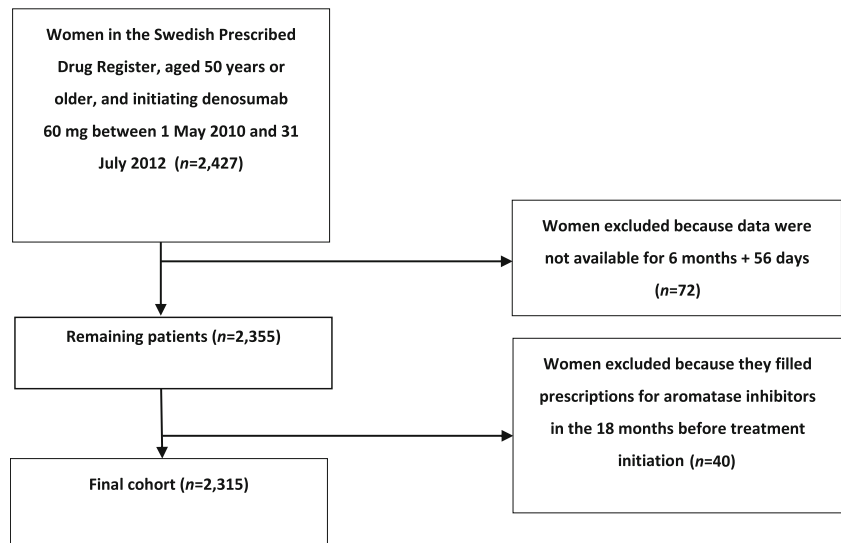 Women in the Swedish Prescribed
Drug Register, aged 50 years or
older, and initiating denosumab
60 mg between 1 May 2010 and 31
July 2012 (n=2,427)
Women excluded because data were
not available for 6 months + 56 days
(n=72)
Remaining patients (n=2,355)
Women excluded because they filled
prescriptions for aromatase inhibitors
in the 18 months before treatment
initiation (n=40)
Final cohort (n=2,315)